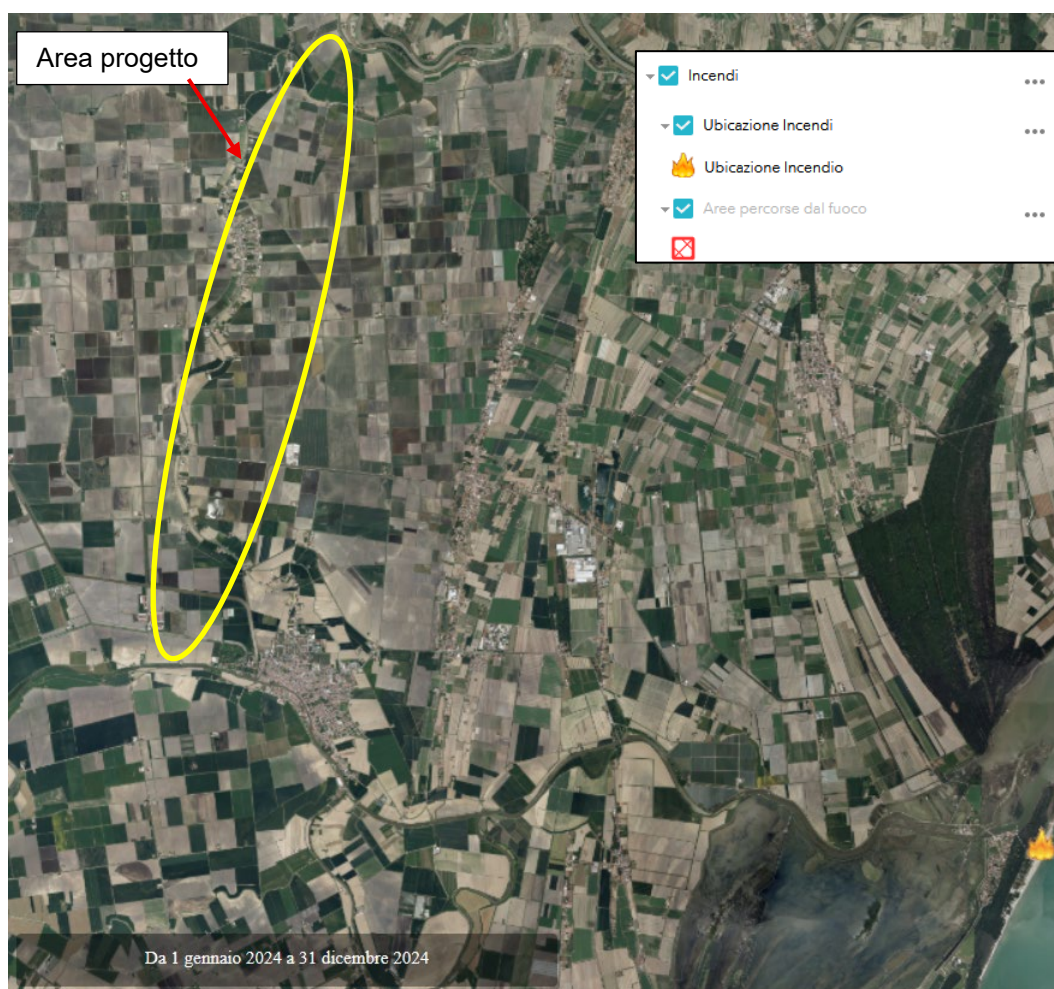 Area progetto
Incendi
Ubicazione Incendi
Ubicazione Incendio
Aree percorse dal fuoco
Da 1 gennaio 2024 a 31 dicembre 2024